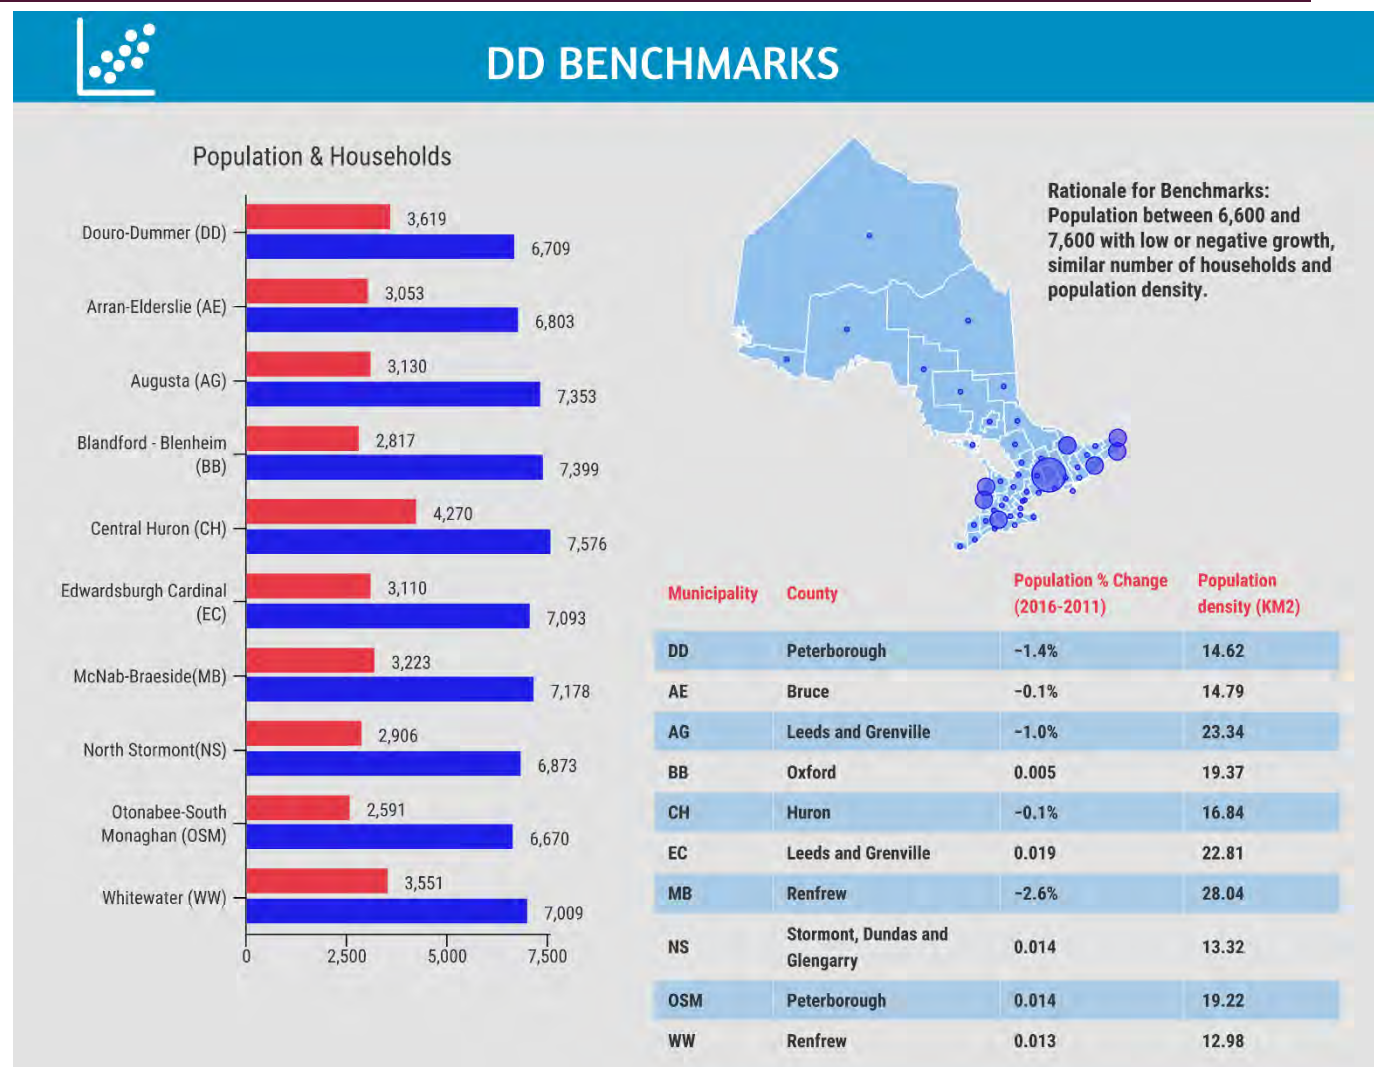 DD BENCHMARKS
Population & Households
Douro-Dummer (DD)
3,619
6,709
Arran-Elderslie (AE)
3,053
6,803
Augusta (AG)
3,130
7,353
Blandford - Blenheim
(BB)
2,817
7,399
Central Huron (CH)
4,270
7,576
Edwardsburgh Cardinal
(EC)
3,110
7,093
McNab-Braeside(MB)
3,223
7,178
North Stormont(NS)
2,906
6,873
Otonabee-South
Monaghan (OSM)
2,591
6,670
Whitewater (WW)
3,551
7,009
0 2,500 5,000 7,500
Rationale for Benchmarks:
Population between 6,600 and
7,600 with low or negative growth,
similar number of households and
population density.
Municipality County Population % Change (2016-2011) Population density (KM2)
DD Peterborough −1.4% 14.62
AE Bruce −0.1% 14.79
AG Leeds and Grenville −1.0% 23.34
BB Oxford 0.005 19.37
CH Huron −0.1% 16.84
EC Leeds and Grenville 0.019 22.81
MB Renfrew −2.6% 28.04
NS Stormont, Dundas and Glengarry 0.014 13.32
OSM Peterborough 0.014 19.22
WW Renfrew 0.013 12.98